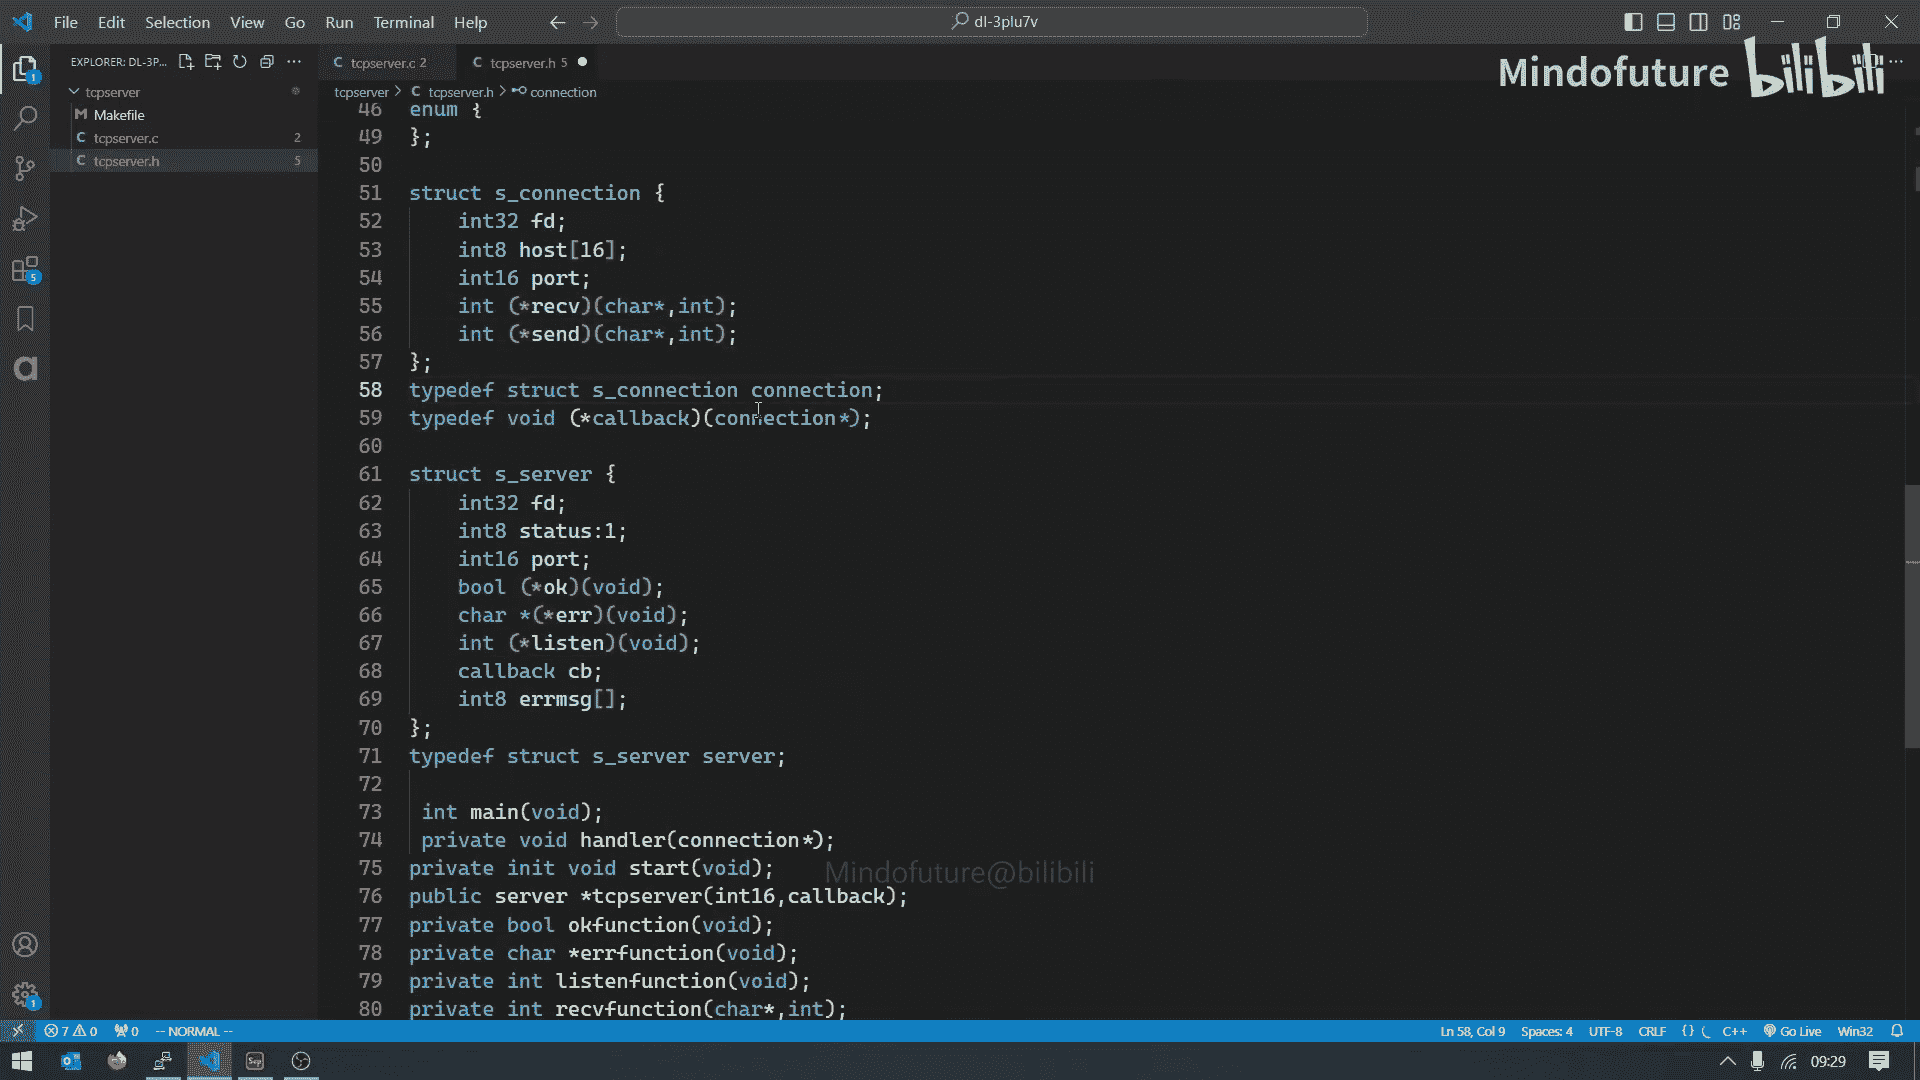 File Edit Selection View Go Run Terminal Help
dl-3plu7v
EXPLORER: DL-3P...
tcpserver.c 2
tcpserver.h 5
Mindofuture bilibili
tcpserver
Makefile
tcpserver.c 2
tcpserver.h 5
tcpserver > C tcpserver.h > connection
46 enum {
49 };
50
51 struct s_connection {
52 int32 fd;
53 int8 host[16];
54 int16 port;
55 int (*recv)(char*,int);
56 int (*send)(char*,int);
57 };
58 typedef struct s_connection connection;
59 typedef void (*callback)(connection*);
60
61 struct s_server {
62 int32 fd;
63 int8 status:1;
64 int16 port;
65 bool (*ok)(void);
66 char *(*err)(void);
67 int (*listen)(void);
68 callback cb;
69 int8 errmsg[];
70 };
71 typedef struct s_server server;
72
73 int main(void);
74 private void handler(connection*);
75 private init void start(void);
Mindofuture@bilibili
76 public server *tcpserver(int16,callback);
77 private bool okfunction(void);
78 private char *errfunction(void);
79 private int listenfunction(void);
80 private int recvfunction(char*,int);
7 0 0 -- NORMAL --
Ln 58, Col 9 Spaces: 4 UTF-8 CRLF {} C++ Go Live Win32
09:29